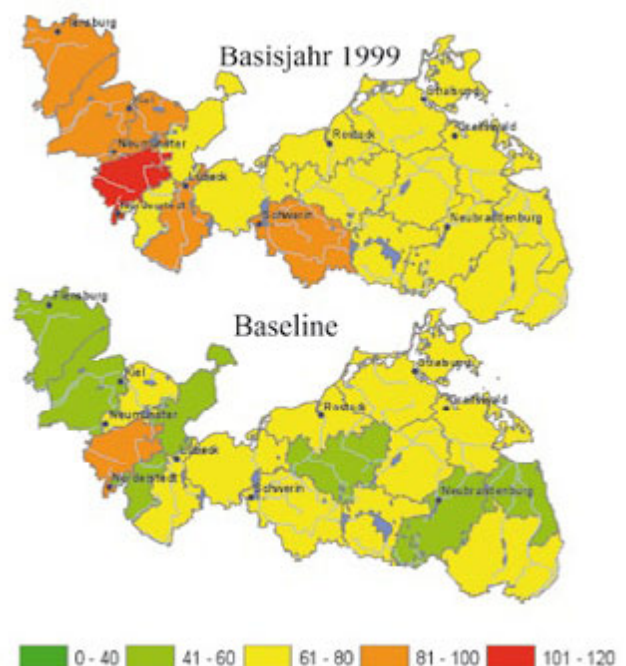 Flensburg
Basisjahr 1999
Kiel
Stralsund
Neumünster
Rostock
Greifswald
Lübeck
Norderstedt
Schwerin
Neubrandenburg
Flensburg
Baseline
Kiel
Stralsund
Neumünster
Rostock
Greifswald
Lübeck
Norderstedt
Schwerin
Neubrandenburg
0 - 40 41 - 60 61 - 80 81 - 100 101 - 120